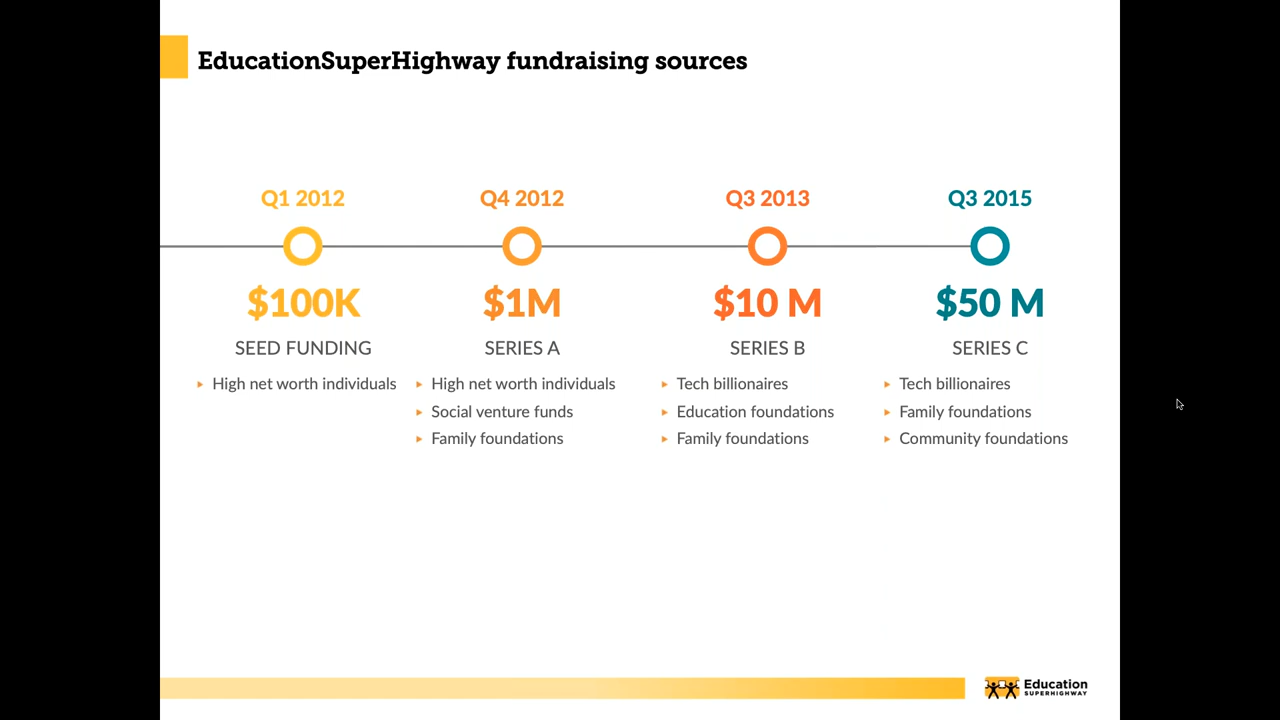 EducationSuperHighway fundraising sources
Q1 2012
Q4 2012
Q3 2013
Q3 2015
$100K
$1M
$10 M
$50 M
SEED FUNDING
SERIES A
SERIES B
SERIES C
High net worth individuals
High net worth individuals
Social venture funds
Family foundations
Tech billionaires
Education foundations
Family foundations
Tech billionaires
Family foundations
Community foundations
Education
SUPERHIGHWAY